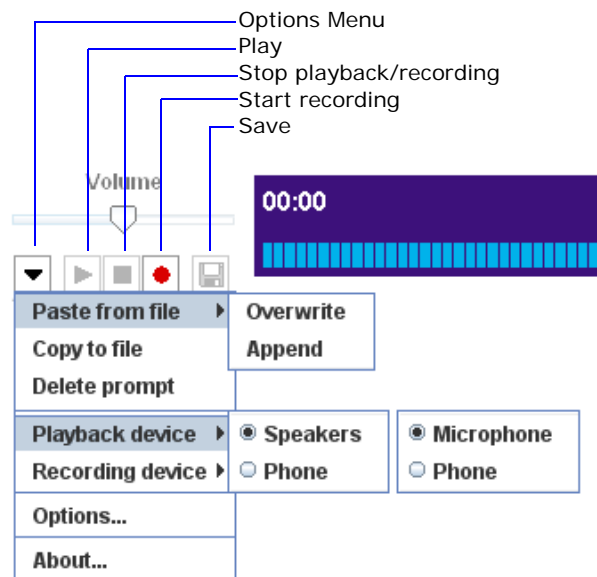 Options Menu
Play
Stop playback/recording
Start recording
Save
Volume
00:00
Paste from file
Overwrite
Copy to file
Append
Delete prompt
Playback device
Speakers
Microphone
Recording device
Phone
Phone
Options...
About...